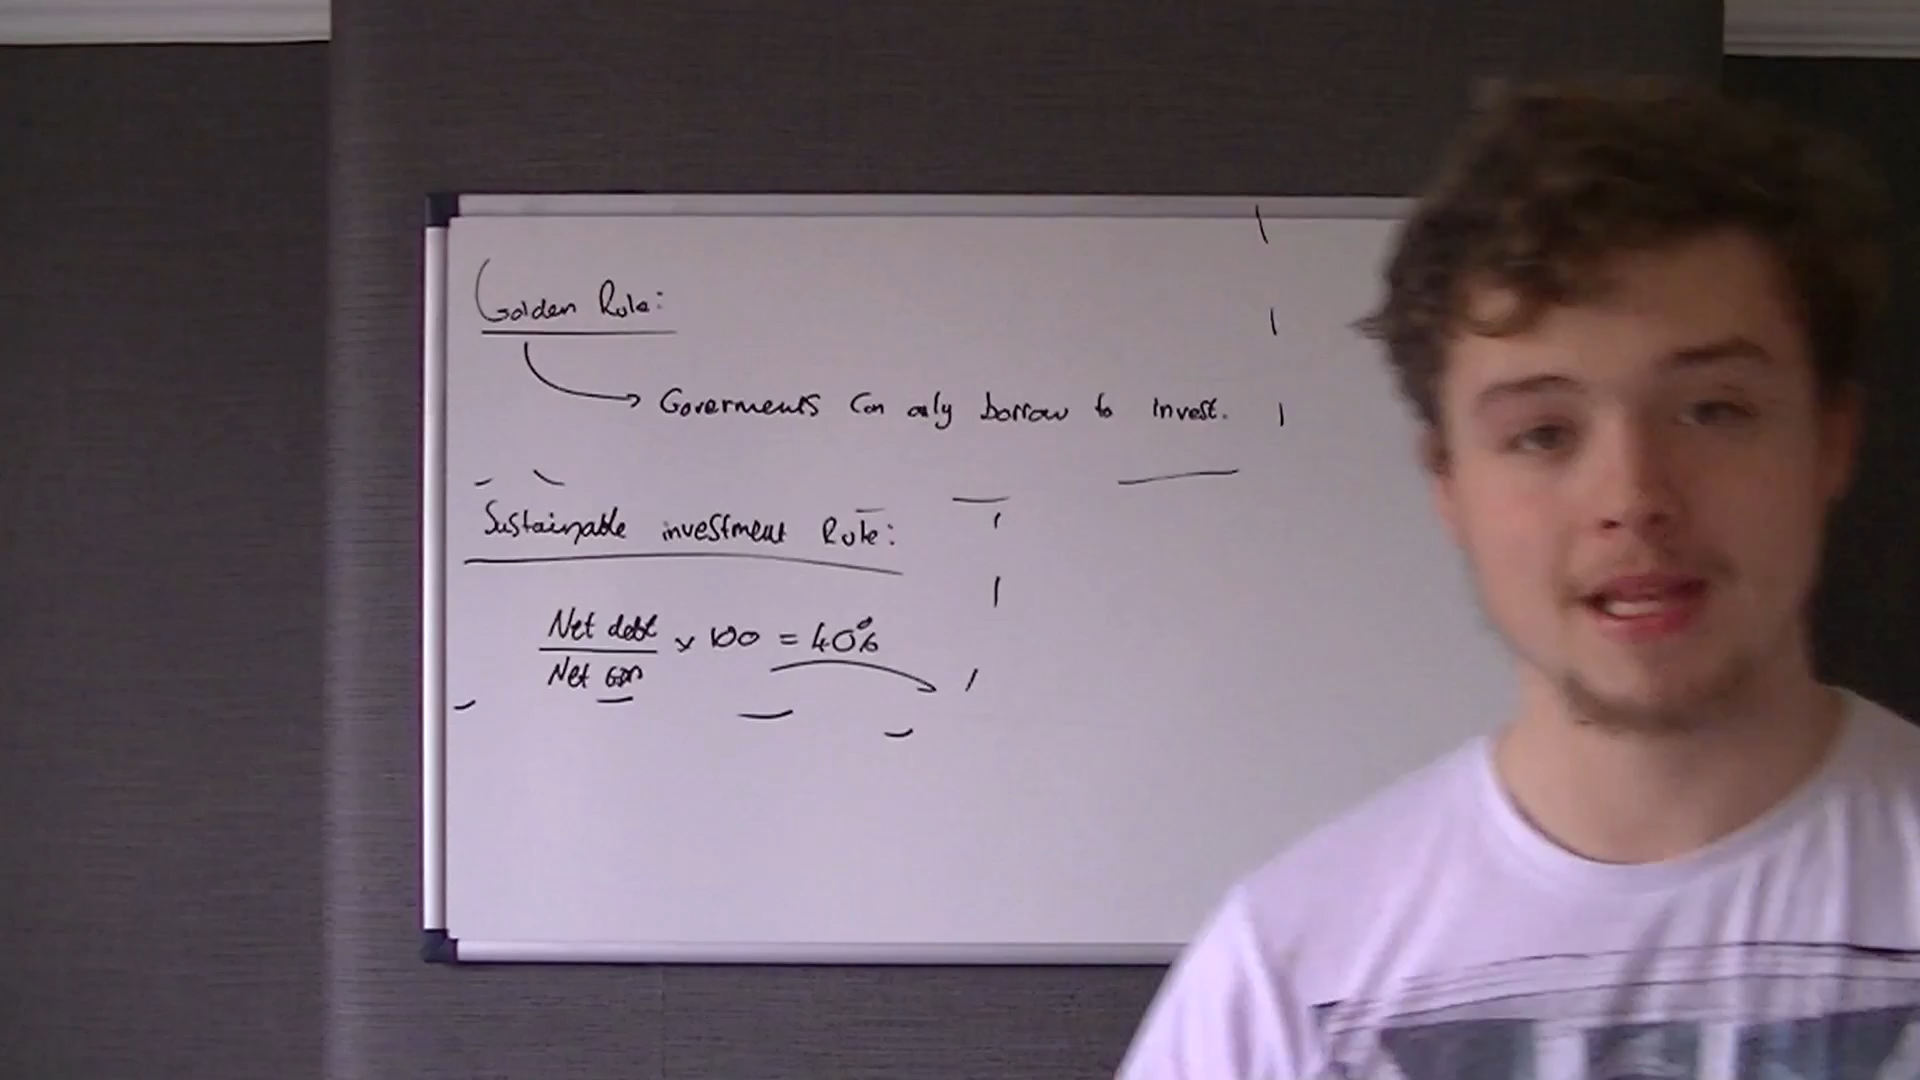 Golden Rule:
Goverments can only borrow to invest.
Sustainable investment Rule:
Net debt
× 100 = 40%
Net GDP